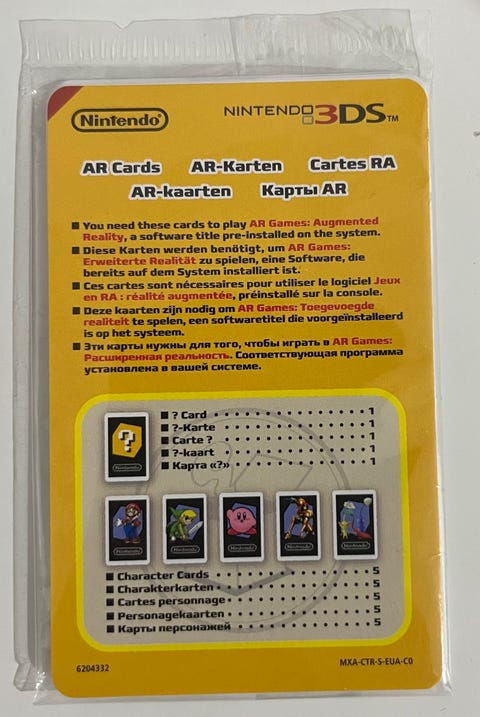 Nintendo®
NINTENDO3DS™
AR Cards AR-Karten Cartes RA
AR-kaarten Карты AR
■ You need these cards to play AR Games: Augmented
Reality, a software title pre-installed on the system.
■ Diese Karten werden benötigt, um AR Games:
Erweiterte Realität zu spielen, eine Software, die
bereits auf dem System installiert ist.
■ Ces cartes sont nécessaires pour utiliser le logiciel Jeux
en RA : réalité augmentée, préinstallé sur la console.
■ Deze kaarten zijn nodig om AR Games: Toegevoegde
realiteit te spelen, een softwaretitel die voorgeïnstalleerd
is op het systeem.
■ Эти карты нужны для того, чтобы играть в AR Games:
Расширенная реальность. Соответствующая программа
установлена в вашей системе.
?
Nintendo
■ ? Card 1
■ ?-Karte 1
■ Carte ? 1
■ ?-kaart 1
■ Карта «?» 1
Nintendo Nintendo Nintendo Nintendo Nintendo
■ Character Cards 5
■ Charakterkarten 5
■ Cartes personnage 5
■ Personagekaarten 5
■ Карты персонажей 5
6204332 MXA-CTR-S-EUA-C0